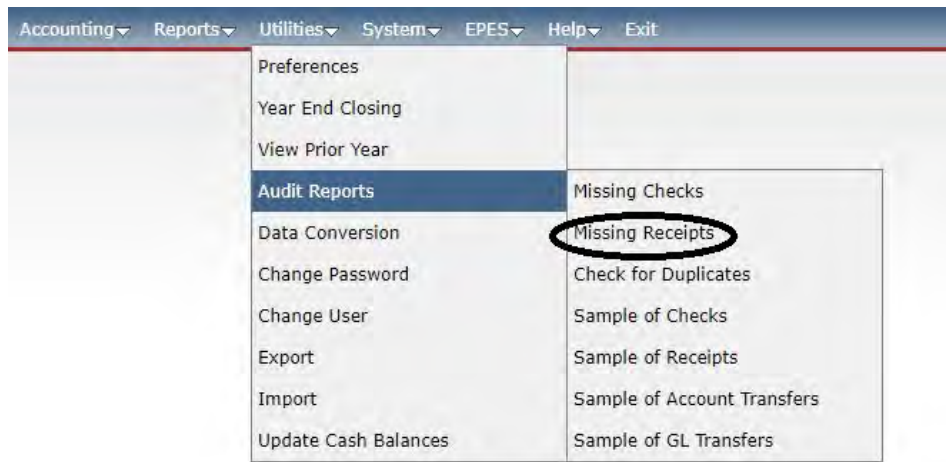 Accounting Reports Utilities System EPES Help Exit
Preferences
Year End Closing
View Prior Year
Audit Reports Missing Checks
Data Conversion Missing Receipts
Change Password Check for Duplicates
Change User Sample of Checks
Export Sample of Receipts
Import Sample of Account Transfers
Update Cash Balances Sample of GL Transfers